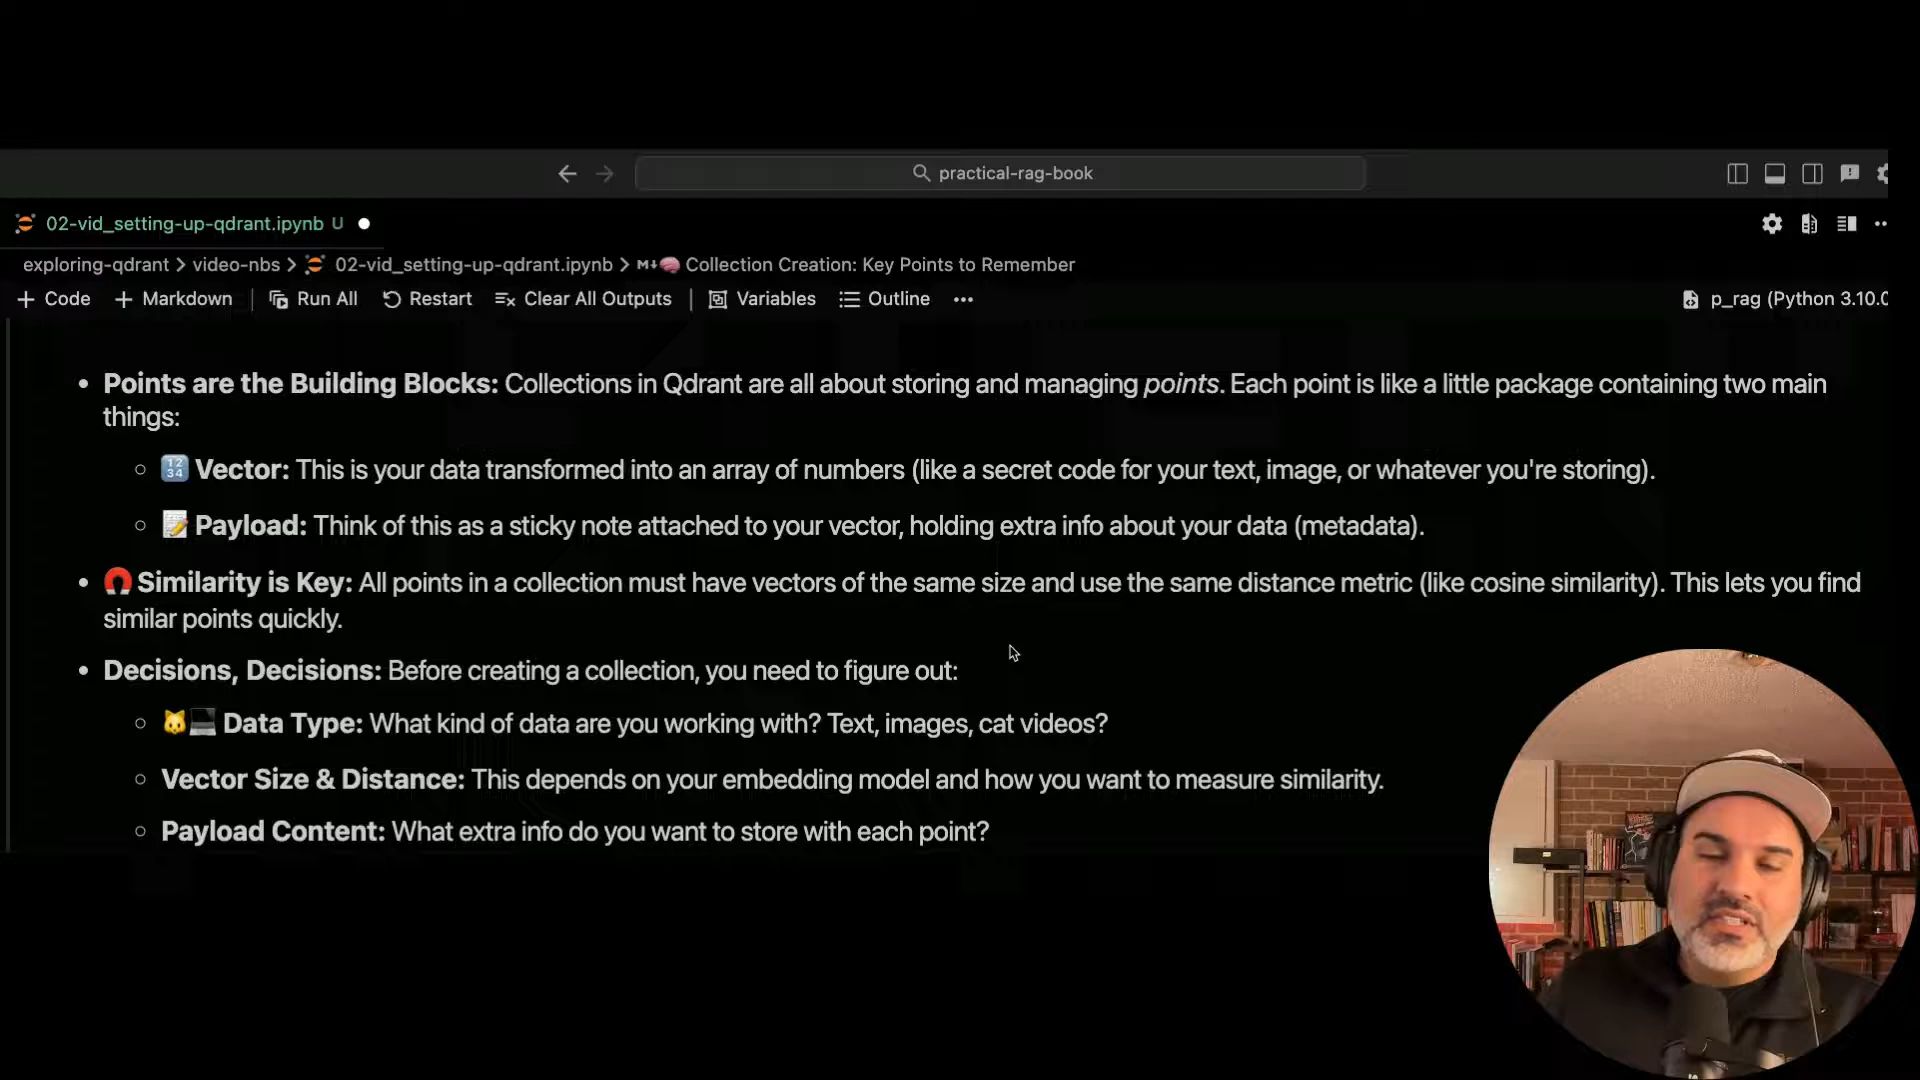 practical-rag-book
02-vid_setting-up-qdrant.ipynb U
exploring-qdrant > video-nbs > 02-vid_setting-up-qdrant.ipynb > M↓ 🧠 Collection Creation: Key Points to Remember
+ Code + Markdown Run All Restart Clear All Outputs Variables Outline ... p_rag (Python 3.10.0
• Points are the Building Blocks: Collections in Qdrant are all about storing and managing points. Each point is like a little package containing two main
things:
○ 🔢 Vector: This is your data transformed into an array of numbers (like a secret code for your text, image, or whatever you're storing).
○ 📝 Payload: Think of this as a sticky note attached to your vector, holding extra info about your data (metadata).
• 🧲 Similarity is Key: All points in a collection must have vectors of the same size and use the same distance metric (like cosine similarity). This lets you find
similar points quickly.
• Decisions, Decisions: Before creating a collection, you need to figure out:
○ 🐱💻 Data Type: What kind of data are you working with? Text, images, cat videos?
○ Vector Size & Distance: This depends on your embedding model and how you want to measure similarity.
○ Payload Content: What extra info do you want to store with each point?